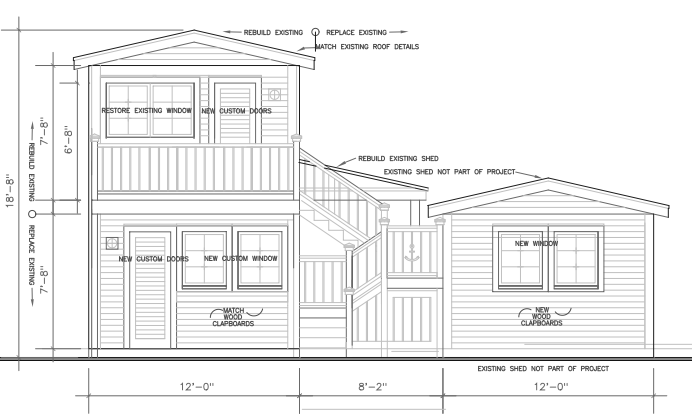 REBUILD EXISTING REPLACE EXISTING
MATCH EXISTING ROOF DETAILS
RESTORE EXISTING WINDOW NEW CUSTOM DOORS
18'-8"
REBUILD EXISTING
REPLACE EXISTING
7'-8"
6'-8"
7'-8"
REBUILD EXISTING SHED
EXISTING SHED NOT PART OF PROJECT
NEW CUSTOM DOORS NEW CUSTOM WINDOW
NEW WINDOW
MATCH
WOOD
CLAPBOARDS
NEW
WOOD
CLAPBOARDS
EXISTING SHED NOT PART OF PROJECT
12'-0" 8'-2" 12'-0"